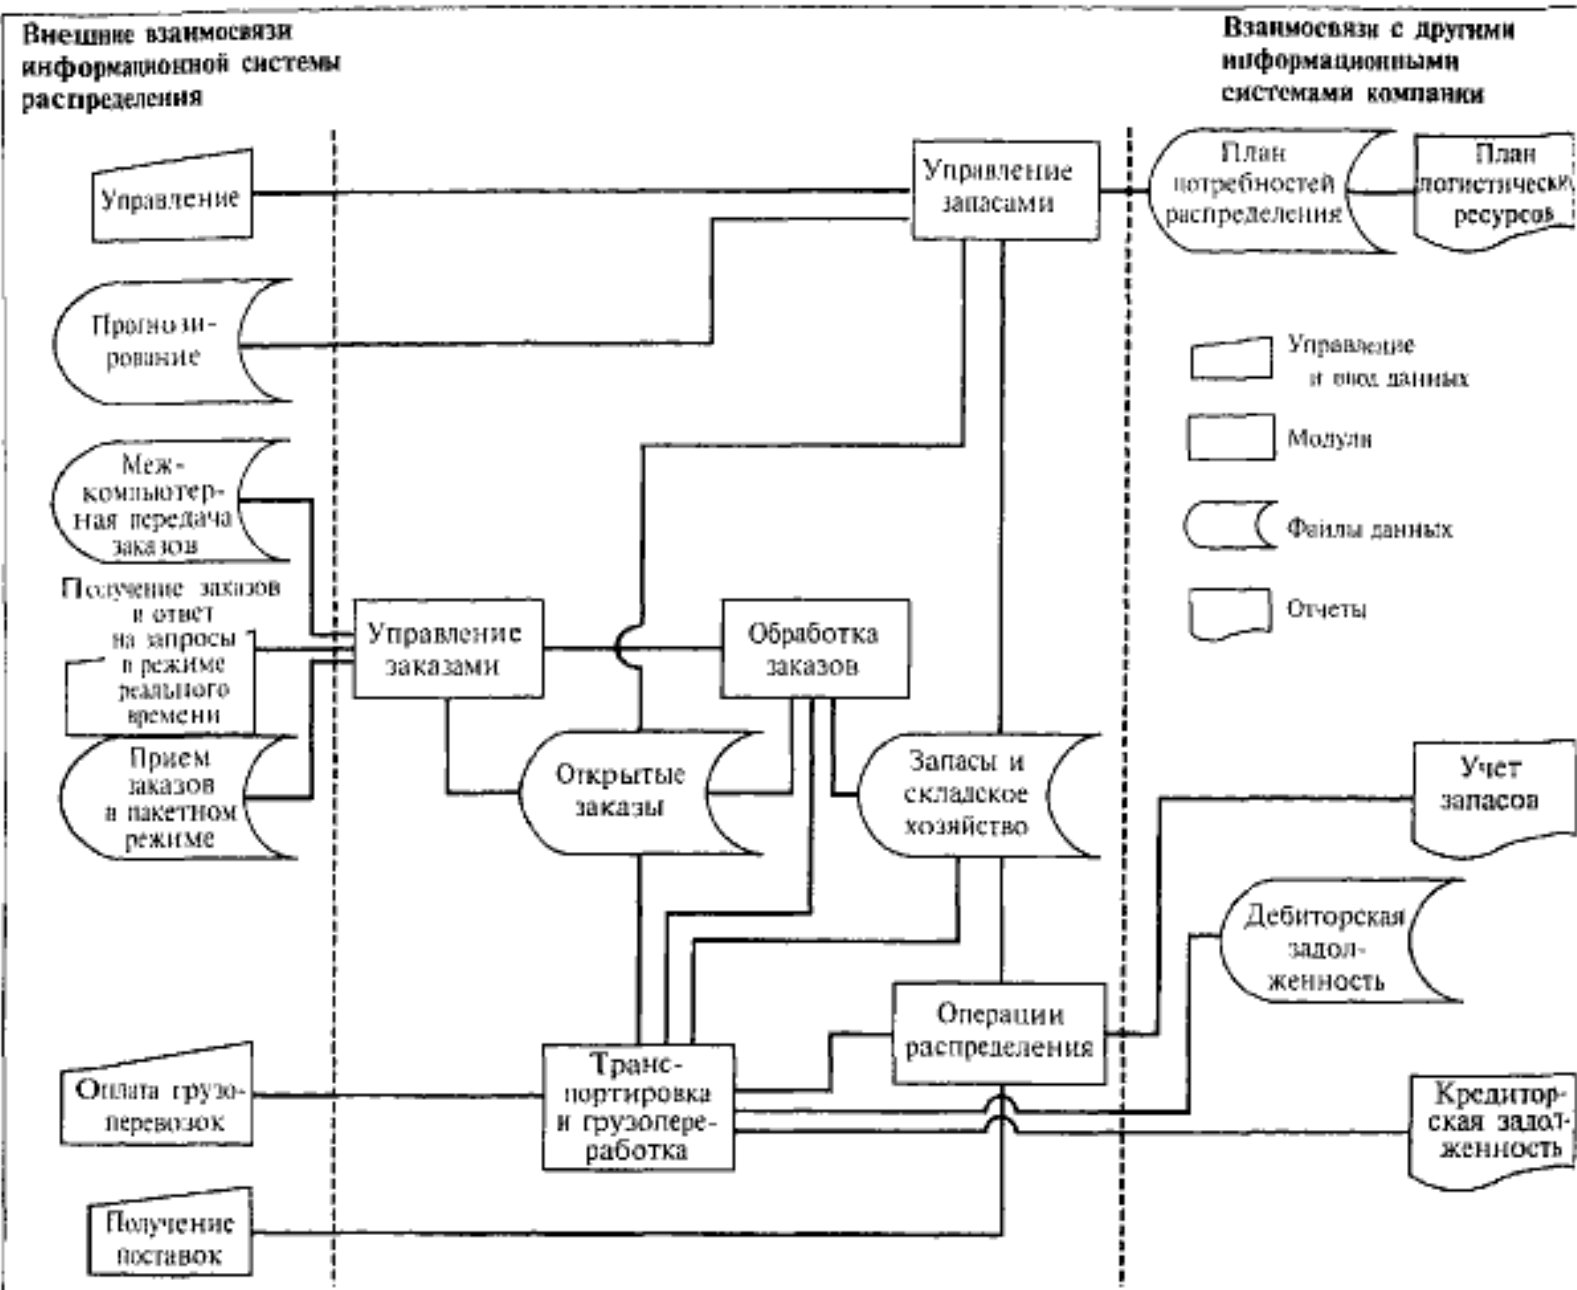 Внешние взаимосвязи
информационной системы
распределения
Взаимосвязи с другими
информационными
системами компании
Управление
Управление
запасами
План
потребностей
распределения
План
логистически
ресурсов
Прогнози-
рование
Управление
и ввод данных
Модули
Файлы данных
Отчеты
Меж-
компьютер-
ная передача
заказов
Получение заказов
в ответ
на запросы
в режиме
реального
времени
Прием
заказов
в пакетном
режиме
Управление
заказами
Обработка
заказов
Открытые
заказы
Запасы и
складское
хозяйство
Учет
запасов
Дебиторская
задол-
женность
Операции
распределения
Оплата грузо-
перевозок
Транс-
портировка
и грузопере-
работка
Кредитор-
ская задол-
женность
Получение
поставок